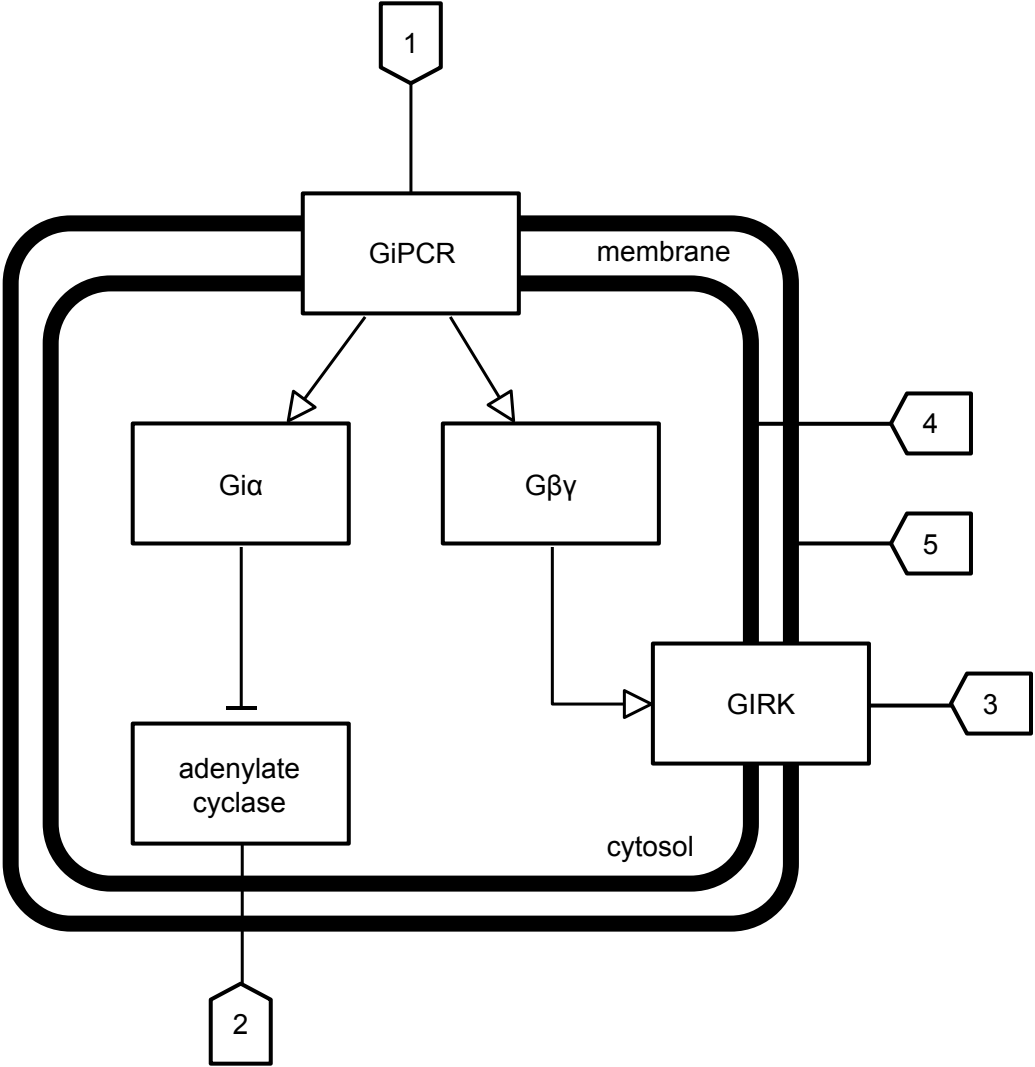 1
GiPCR
membrane
4
Giα
Gβγ
5
GIRK
3
adenylate
cyclase
cytosol
2